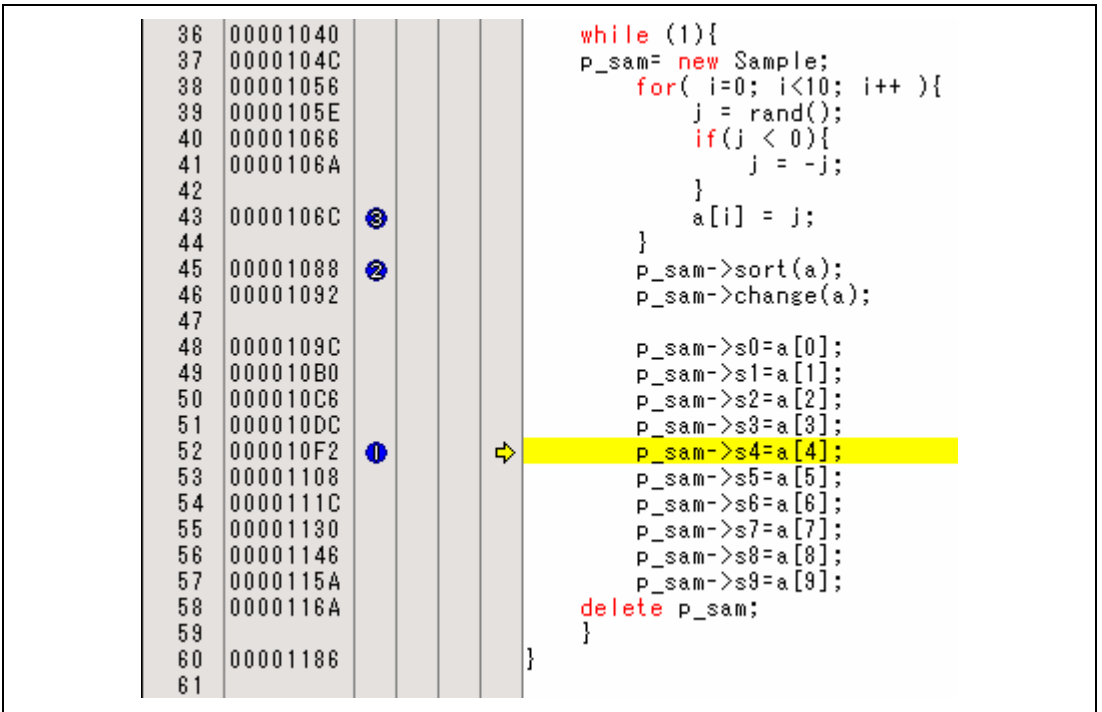 36 00001040 while (1){
37 0000104C p_sam= new Sample;
38 00001056 for( i=0; i<10; i++ ){
39 0000105E j = rand();
40 00001066 if(j < 0){
41 0000106A j = -j;
42 }
43 0000106C 3 a[i] = j;
44 }
45 00001088 2 p_sam->sort(a);
46 00001092 p_sam->change(a);
47
48 0000109C p_sam->s0=a[0];
49 000010B0 p_sam->s1=a[1];
50 000010C6 p_sam->s2=a[2];
51 000010DC p_sam->s3=a[3];
52 000010F2 1 p_sam->s4=a[4];
53 00001108 p_sam->s5=a[5];
54 0000111C p_sam->s6=a[6];
55 00001130 p_sam->s7=a[7];
56 00001146 p_sam->s8=a[8];
57 0000115A p_sam->s9=a[9];
58 0000116A delete p_sam;
59 }
60 00001186 }
61